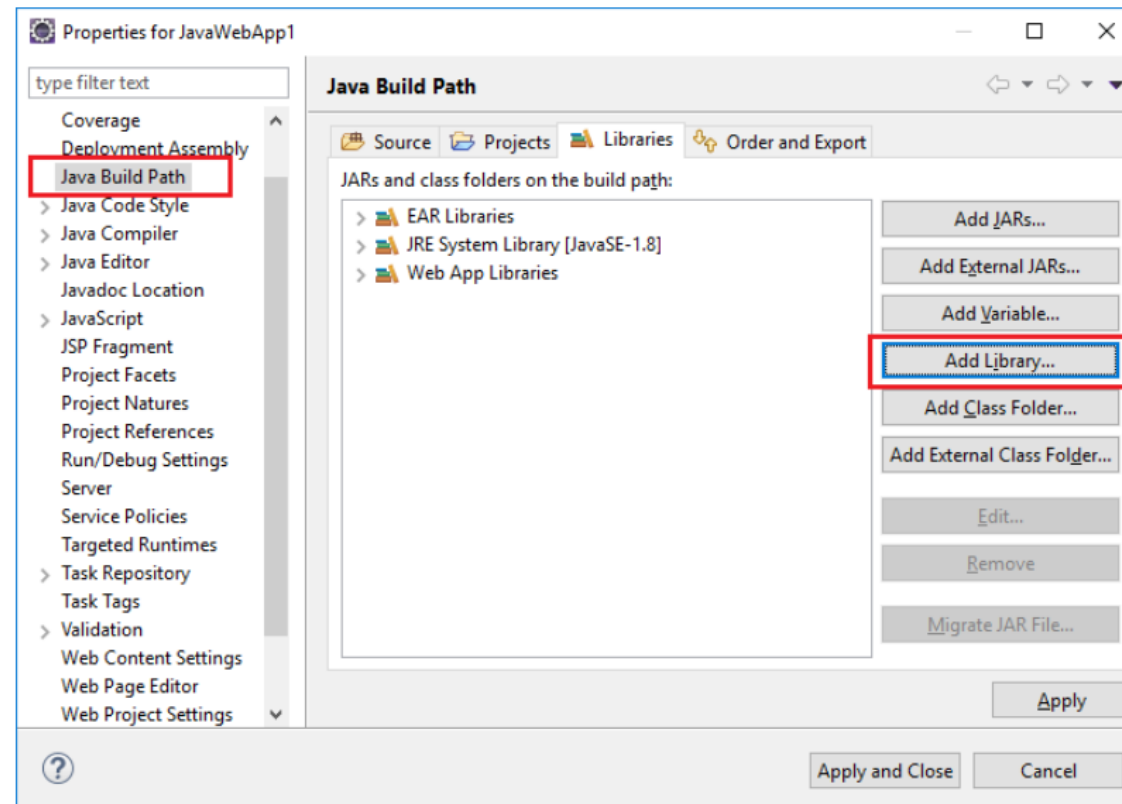 Properties for JavaWebApp1
type filter text
Coverage
Deployment Assembly
Java Build Path
Java Code Style
Java Compiler
Java Editor
Javadoc Location
JavaScript
JSP Fragment
Project Facets
Project Natures
Project References
Run/Debug Settings
Server
Service Policies
Targeted Runtimes
Task Repository
Task Tags
Validation
Web Content Settings
Web Page Editor
Web Project Settings
Java Build Path
Source Projects Libraries Order and Export
JARs and class folders on the build path:
EAR Libraries
JRE System Library [JavaSE-1.8]
Web App Libraries
Add JARs...
Add External JARs...
Add Variable...
Add Library...
Add Class Folder...
Add External Class Folder...
Edit...
Remove
Migrate JAR File...
Apply
?
Apply and Close Cancel